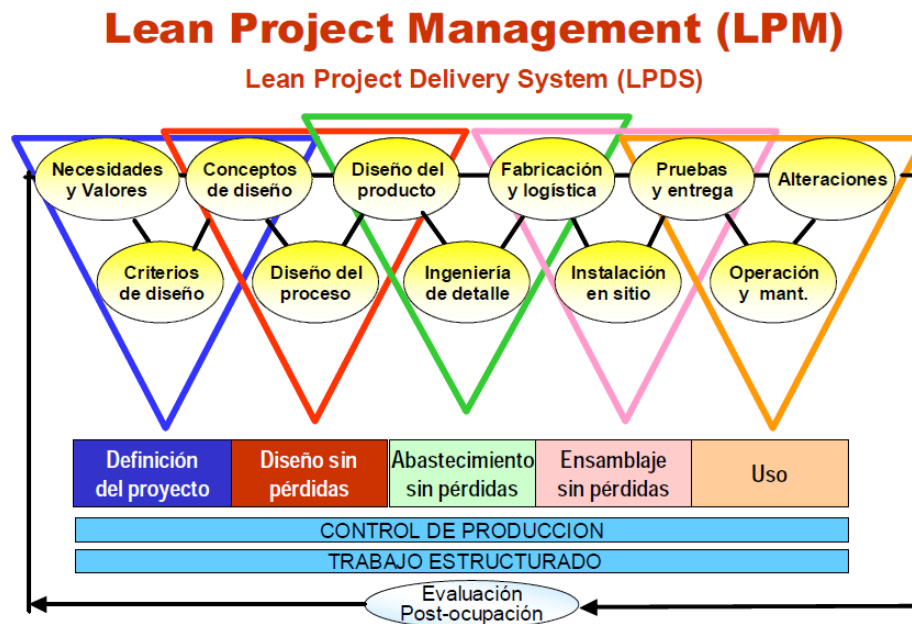 Lean Project Management (LPM)
Lean Project Delivery System (LPDS)
Necesidades
y Valores
Conceptos
de diseño
Diseño del
producto
Fabricación
y logística
Pruebas
y entrega
Alteraciones
Criterios
de diseño
Diseño del
proceso
Ingeniería
de detalle
Instalación
en sitio
Operación
y mant.
Definición
del proyecto
Diseño sin
pérdidas
Abastecimiento
sin pérdidas
Ensamblaje
sin pérdidas
Uso
CONTROL DE PRODUCCION
TRABAJO ESTRUCTURADO
Evaluación
Post-ocupación